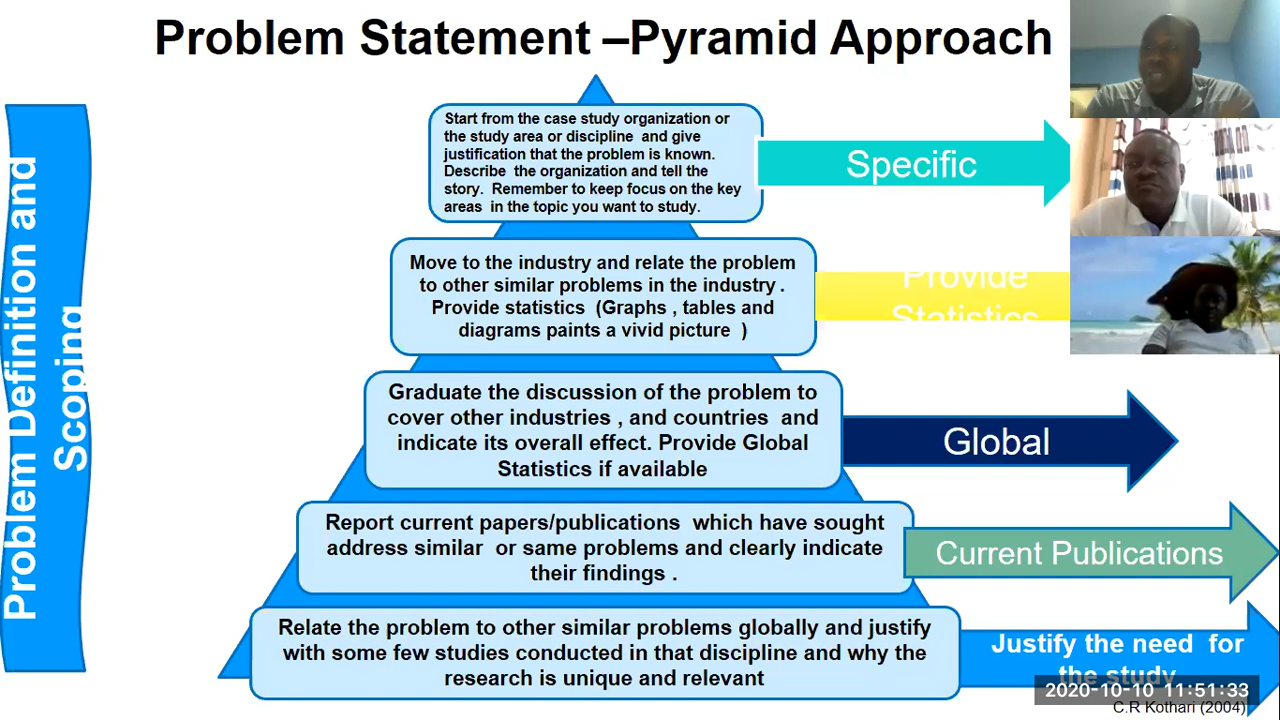 Problem Statement –Pyramid Approach
Problem Definition and
Scoping
Start from the case study organization or
the study area or discipline and give
justification that the problem is known.
Describe the organization and tell the
story. Remember to keep focus on the key
areas in the topic you want to study.
Specific
Move to the industry and relate the problem
to other similar problems in the industry .
Provide statistics (Graphs , tables and
diagrams paints a vivid picture )
Provide
Statistics
Graduate the discussion of the problem to
cover other industries , and countries and
indicate its overall effect. Provide Global
Statistics if available
Global
Report current papers/publications which have sought
address similar or same problems and clearly indicate
their findings .
Current Publications
Relate the problem to other similar problems globally and justify
with some few studies conducted in that discipline and why the
research is unique and relevant
Justify the need for
the study
2020-10-10 11:51:33
C.R Kothari (2004)